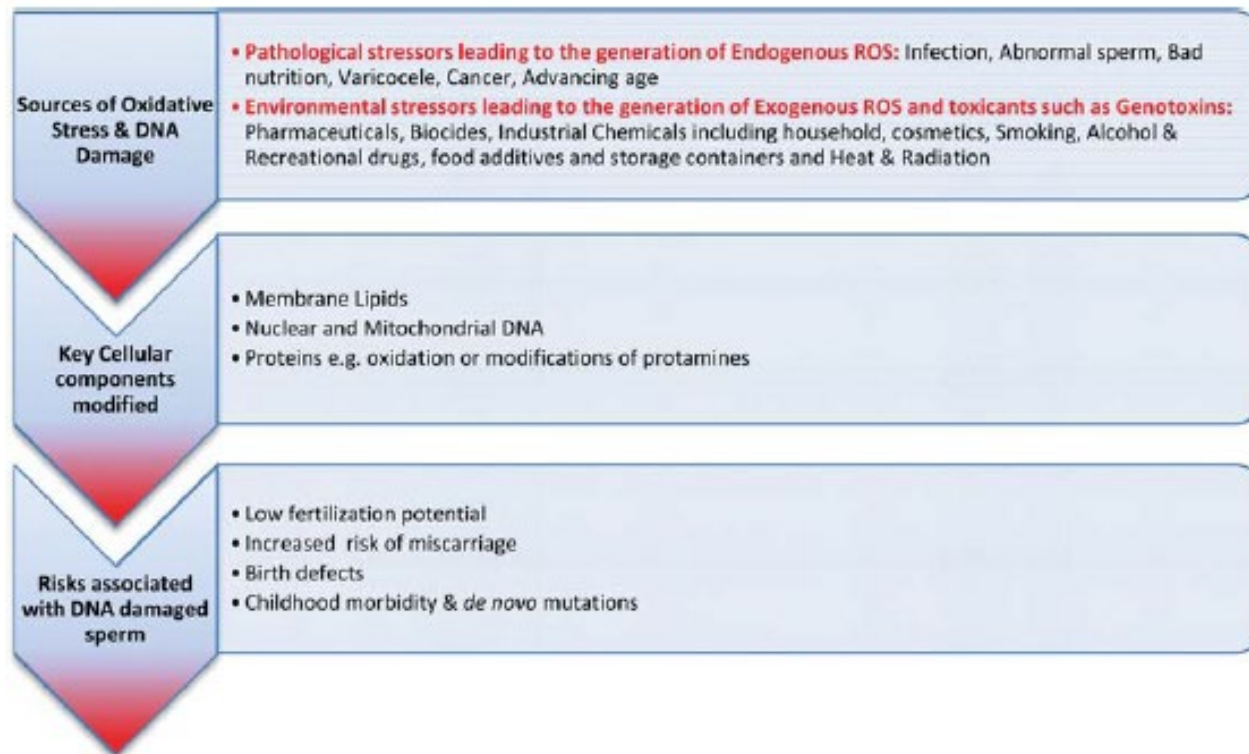 Sources of Oxidative
Stress & DNA
Damage
• Pathological stressors leading to the generation of Endogenous ROS: Infection, Abnormal sperm, Bad
nutrition, Varicocele, Cancer, Advancing age
• Environmental stressors leading to the generation of Exogenous ROS and toxicants such as Genotoxins:
Pharmaceuticals, Biocides, Industrial Chemicals including household, cosmetics, Smoking, Alcohol &
Recreational drugs, food additives and storage containers and Heat & Radiation
Key Cellular
components
modified
• Membrane Lipids
• Nuclear and Mitochondrial DNA
• Proteins e.g. oxidation or modifications of protamines
Risks associated
with DNA damaged
sperm
• Low fertilization potential
• Increased risk of miscarriage
• Birth defects
• Childhood morbidity & de novo mutations